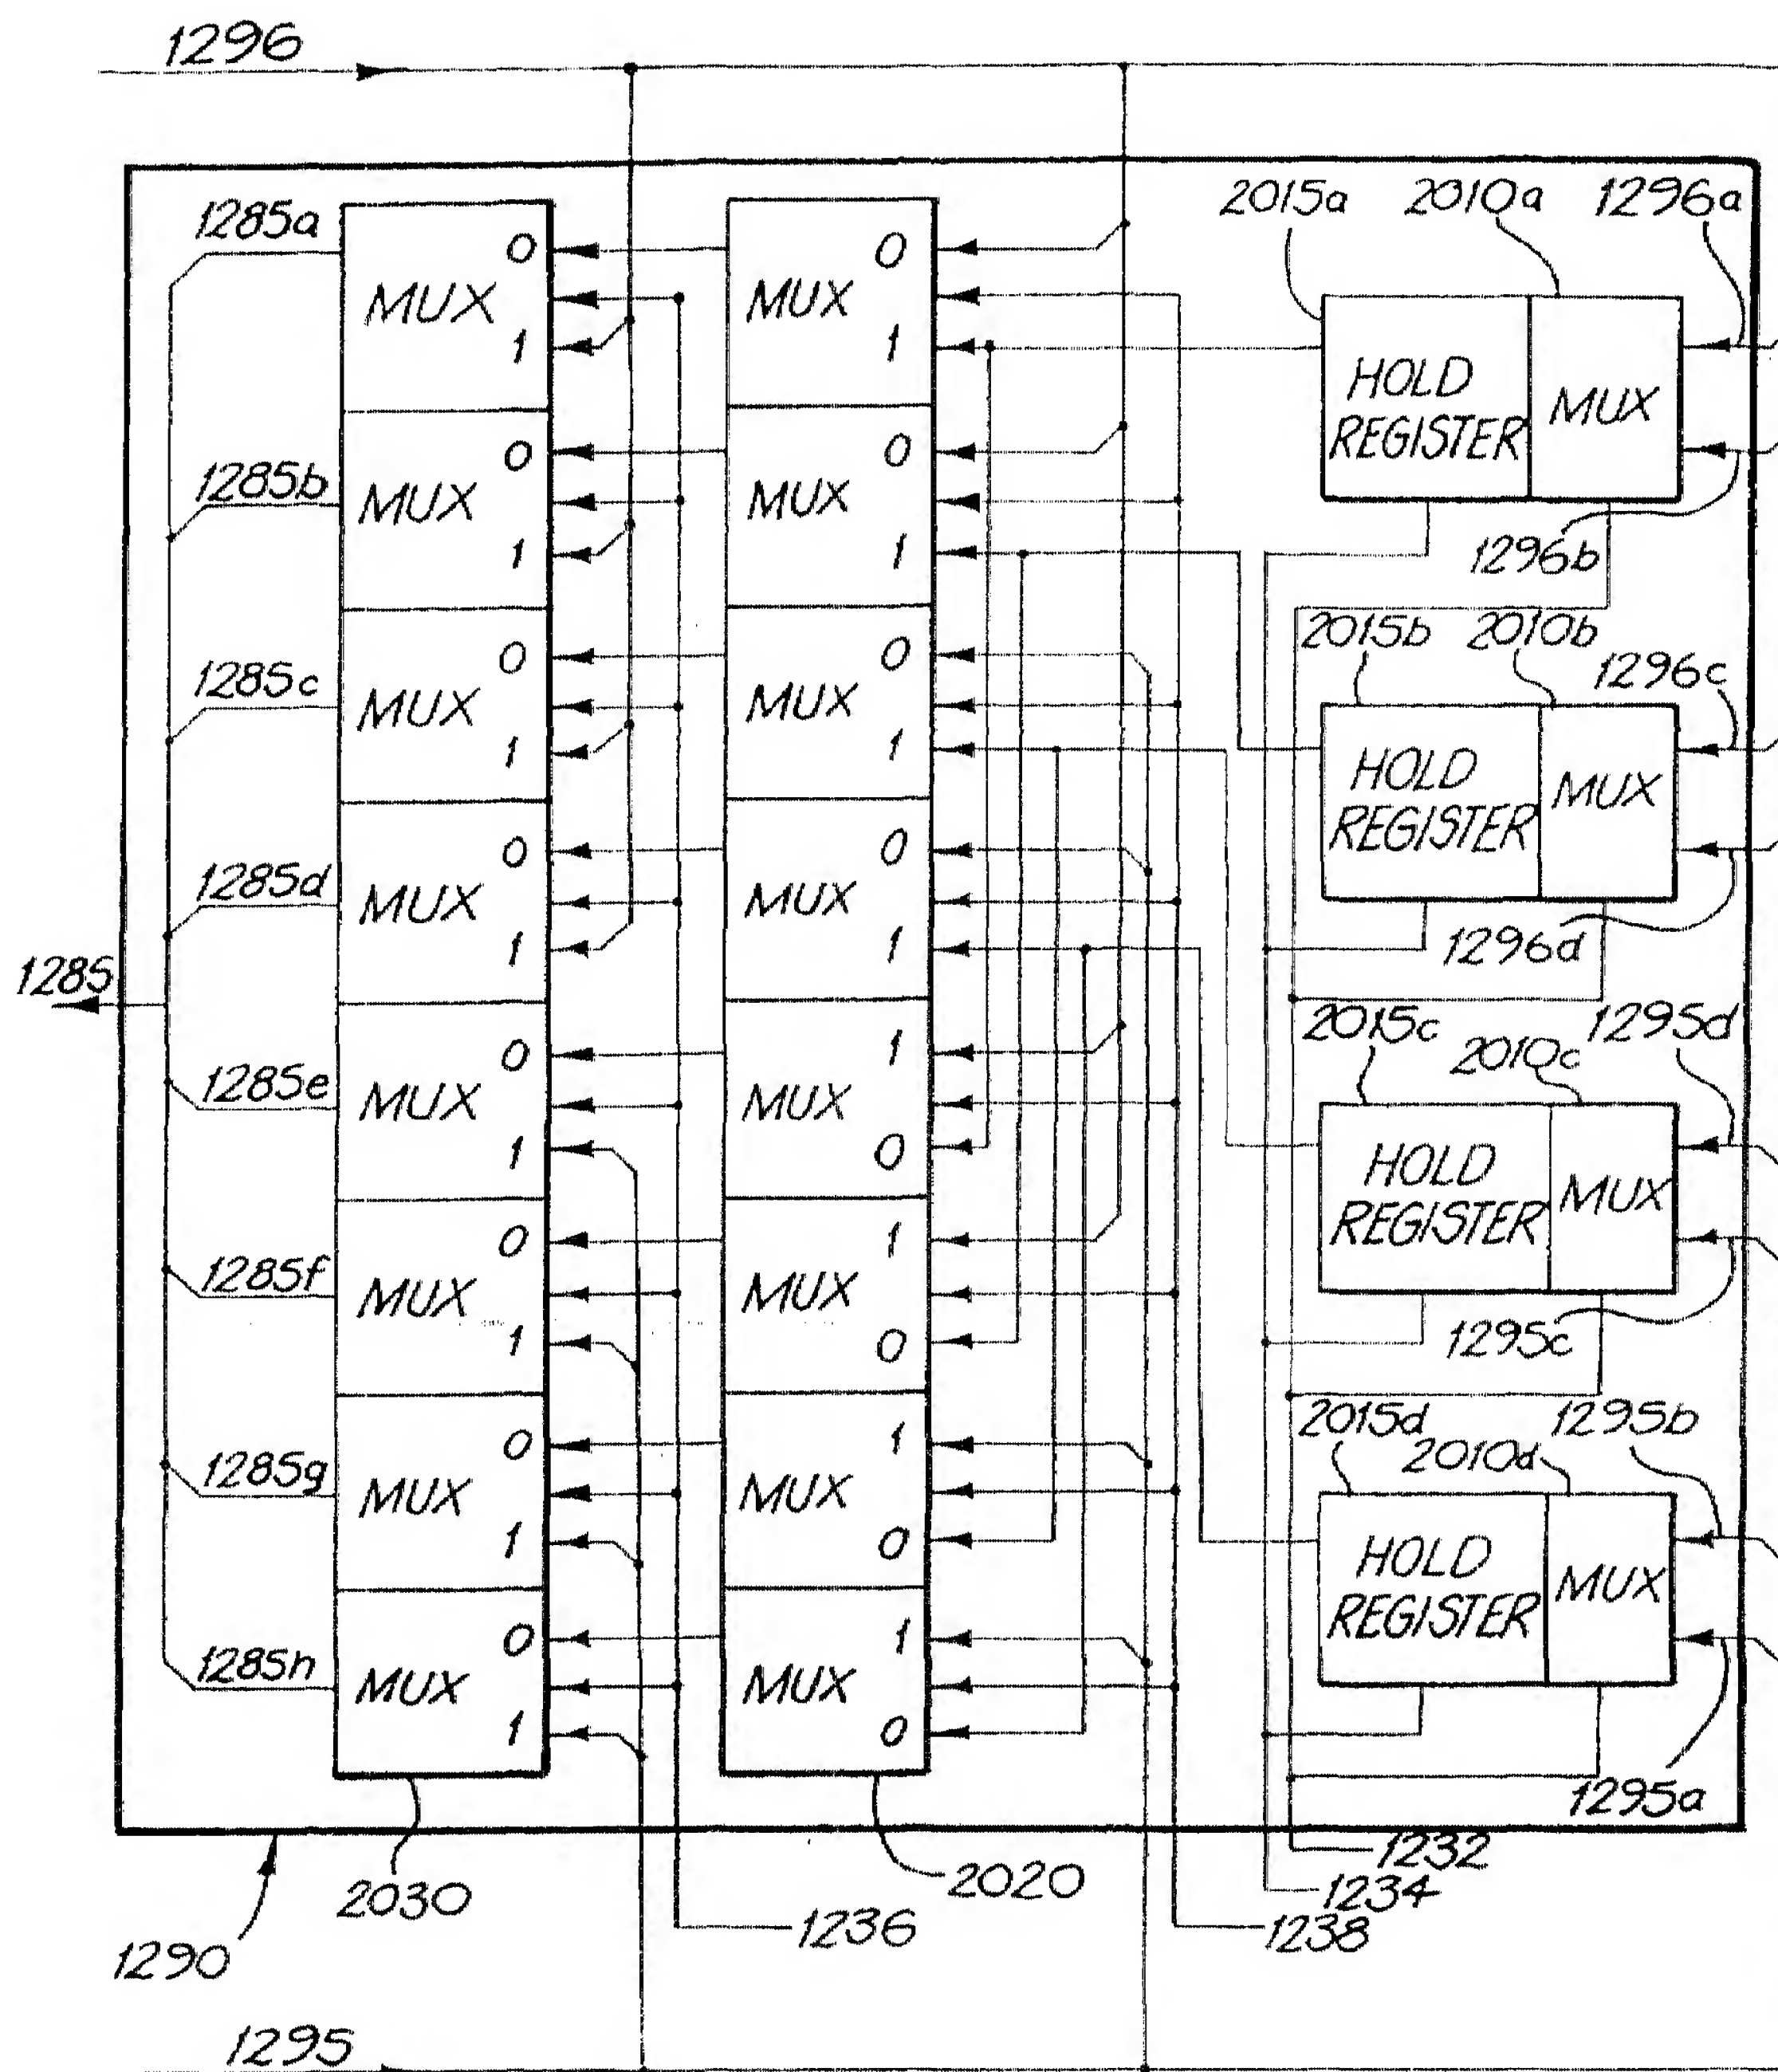 1296
2015a 2010a 1296a
1285a
0 0
MUX MUX
1 1
HOLD
REGISTER MUX
0 0
1285b
MUX MUX
1 1
1296b
2015b 2010b
0 0
1285c 1296c
MUX MUX
1 1
HOLD
REGISTER MUX
0 0
1285d
MUX MUX
1 1
1296d
1285
2015c 2010c 1295d
0 1
1285e
MUX MUX
1 0
HOLD
REGISTER MUX
0 1
1285f
MUX MUX
1 0
1295c
2015d 2010d 1295b
0 1
1285g
MUX MUX
1 0
HOLD
REGISTER MUX
0 1
1285h
MUX MUX
1 0
1295a
1232
2030 2020 1234
1236 1238
1290
1295